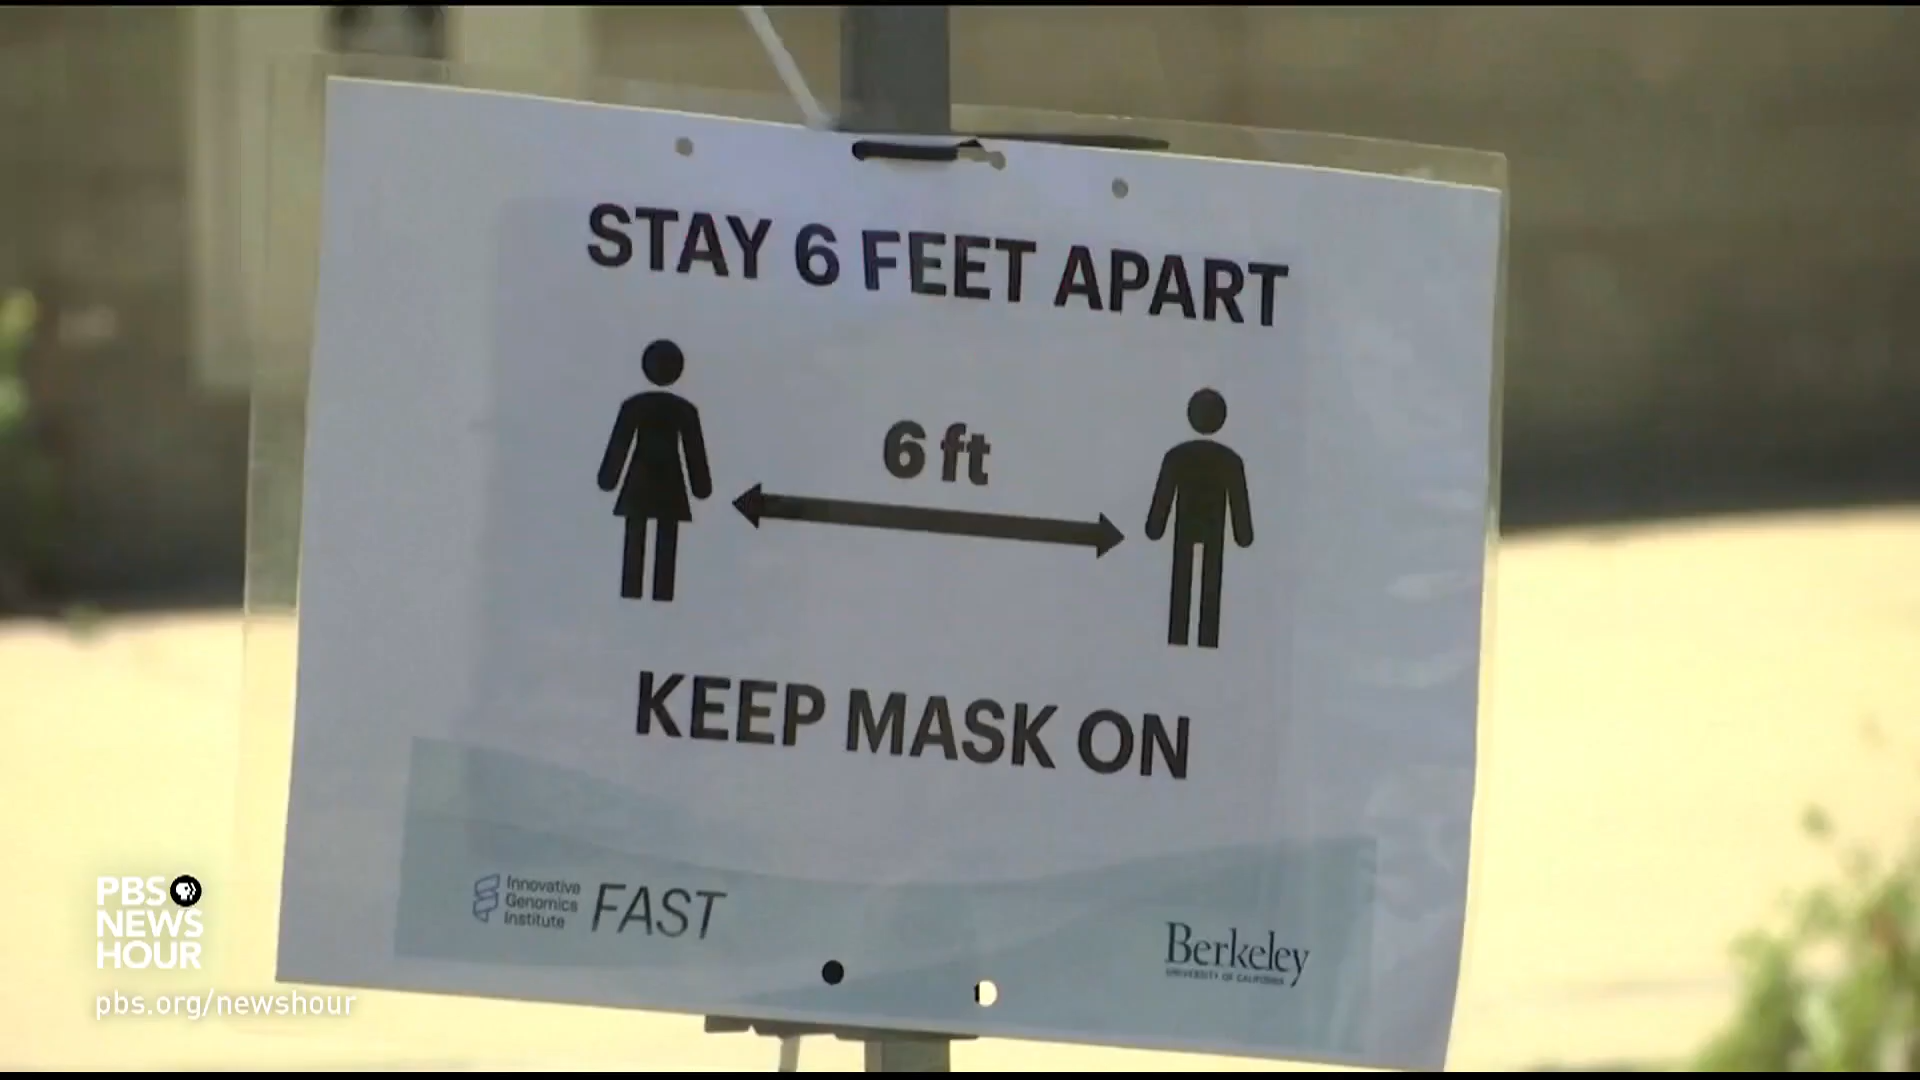 STAY 6 FEET APART
6 ft
KEEP MASK ON
Innovative
Genomics
Institute
FAST
Berkeley
UNIVERSITY OF CALIFORNIA
PBS
NEWS
HOUR
pbs.org/newshour